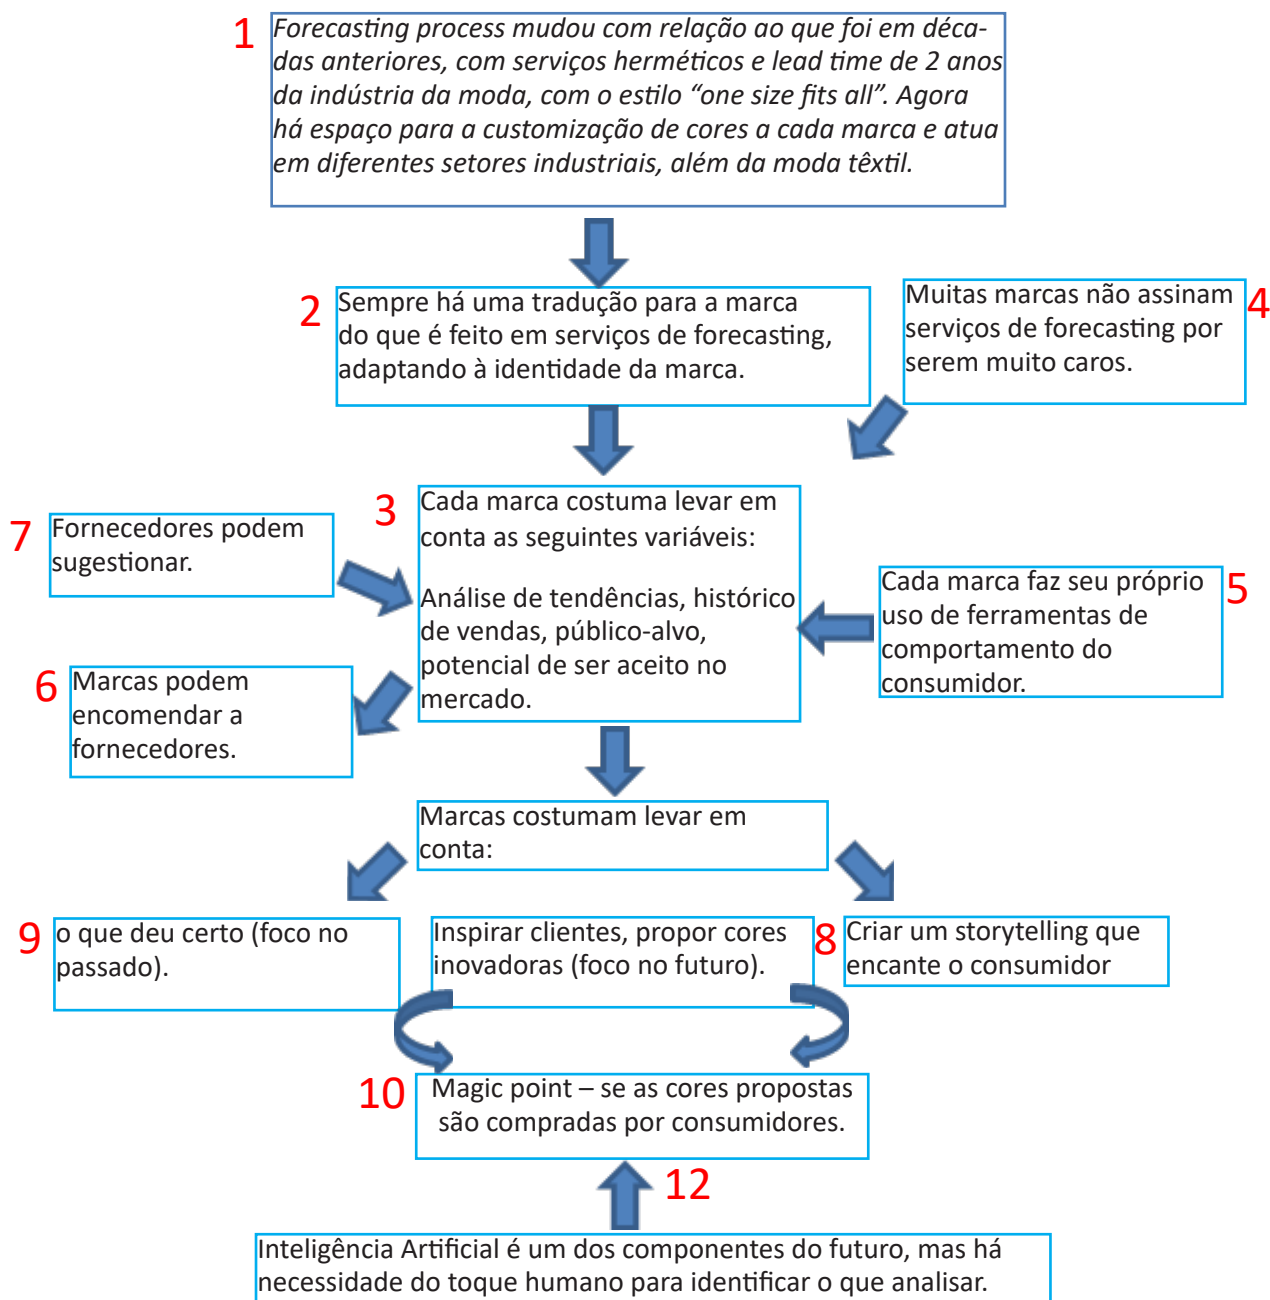 1
Forecasting process mudou com relação ao que foi em déca-
das anteriores, com serviços herméticos e lead time de 2 anos
da indústria da moda, com o estilo “one size fits all”. Agora
há espaço para a customização de cores a cada marca e atua
em diferentes setores industriais, além da moda têxtil.
2
Sempre há uma tradução para a marca
do que é feito em serviços de forecasting,
adaptando à identidade da marca.
Muitas marcas não assinam
serviços de forecasting por
serem muito caros.
4
3
Cada marca costuma levar em
conta as seguintes variáveis:
Análise de tendências, histórico
de vendas, público-alvo,
potencial de ser aceito no
mercado.
7
Fornecedores podem
sugestionar.
Cada marca faz seu próprio
uso de ferramentas de
comportamento do
consumidor.
5
6
Marcas podem
encomendar a
fornecedores.
Marcas costumam levar em
conta:
9
o que deu certo (foco no
passado).
Inspirar clientes, propor cores
inovadoras (foco no futuro).
8
Criar um storytelling que
encante o consumidor
10
Magic point – se as cores propostas
são compradas por consumidores.
12
Inteligência Artificial é um dos componentes do futuro, mas há
necessidade do toque humano para identificar o que analisar.